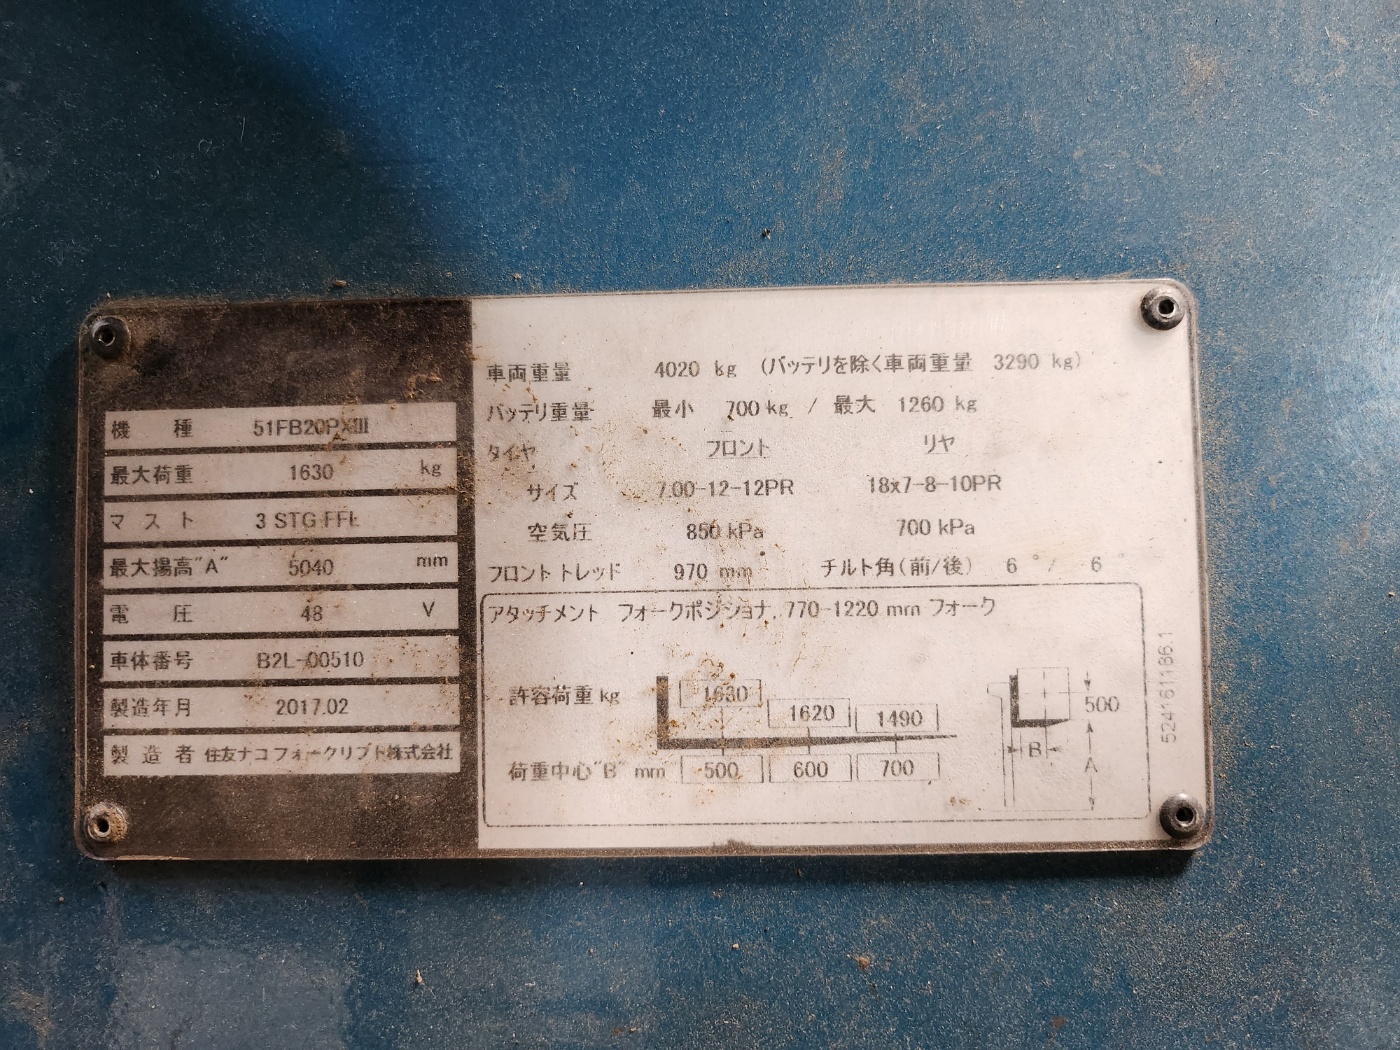 機種 51FB20PXⅢ
最大荷重 1630 kg
マスト 3 STG FFL
最大揚高"A" 5040 mm
電圧 48 V
車体番号 B2L-00510
製造年月 2017.02
製造者 住友ナコフォークリフト株式会社
車両重量 4020 kg (バッテリを除く車両重量 3290 kg)
バッテリ重量 最小 700 kg / 最大 1260 kg
タイヤ フロント リヤ
サイズ 7.00-12-12PR 18x7-8-10PR
空気圧 850 kPa 700 kPa
フロントトレッド 970 mm チルト角(前/後) 6°/ 6°
アタッチメント フォークポジショナ,770-1220 mm フォーク
許容荷重 kg 1630 1620 1490
荷重中心"B" mm 500 600 700
500
B
A
524161186.1